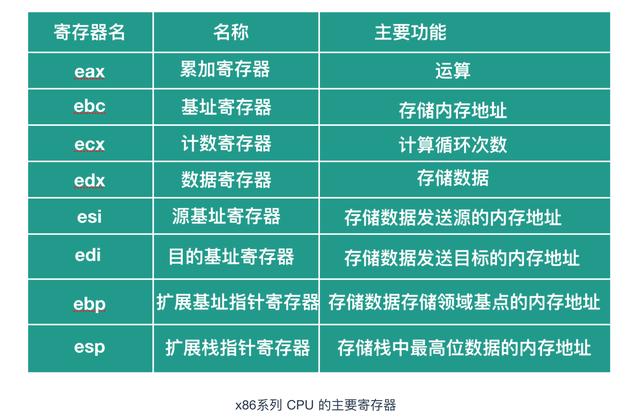 寄存器名 名称 主要功能
eax 累加寄存器 运算
ebc 基址寄存器 存储内存地址
ecx 计数寄存器 计算循环次数
edx 数据寄存器 存储数据
esi 源基址寄存器 存储数据发送源的内存地址
edi 目的基址寄存器 存储数据发送目标的内存地址
ebp 扩展基址指针寄存器 存储数据存储领域基点的内存地址
esp 扩展栈指针寄存器 存储栈中最高位数据的内存地址
x86系列 CPU 的主要寄存器